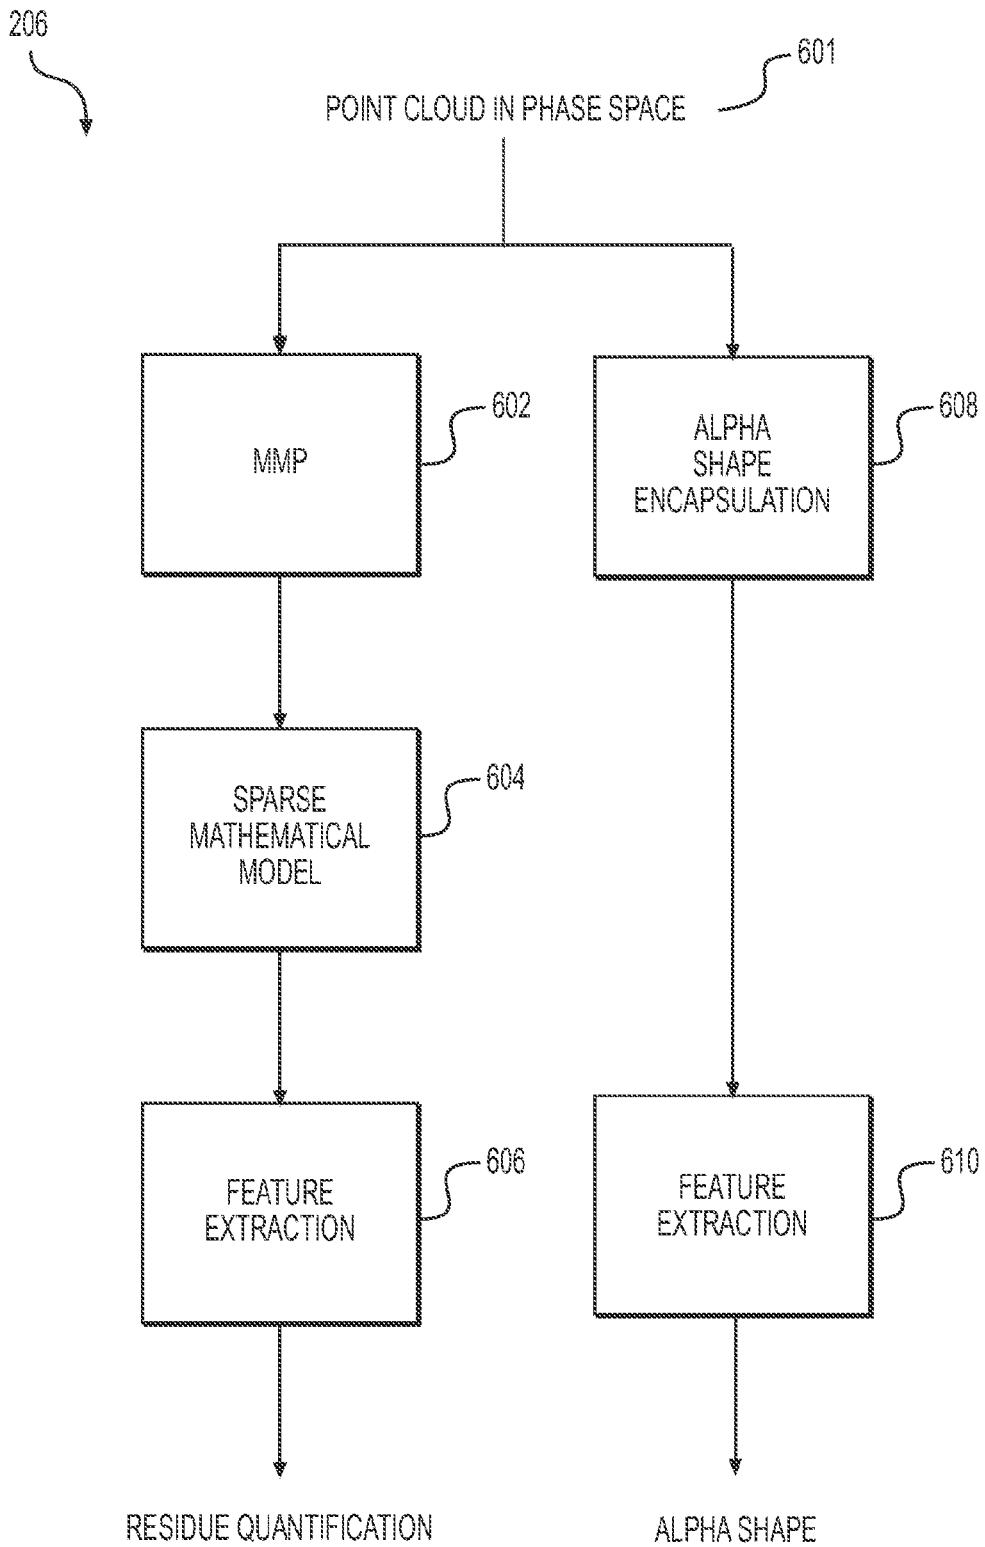 206
601
POINT CLOUD IN PHASE SPACE
602
MMP
608
ALPHA
SHAPE
ENCAPSULATION
604
SPARSE
MATHEMATICAL
MODEL
606
FEATURE
EXTRACTION
610
FEATURE
EXTRACTION
RESIDUE QUANTIFICATION
ALPHA SHAPE